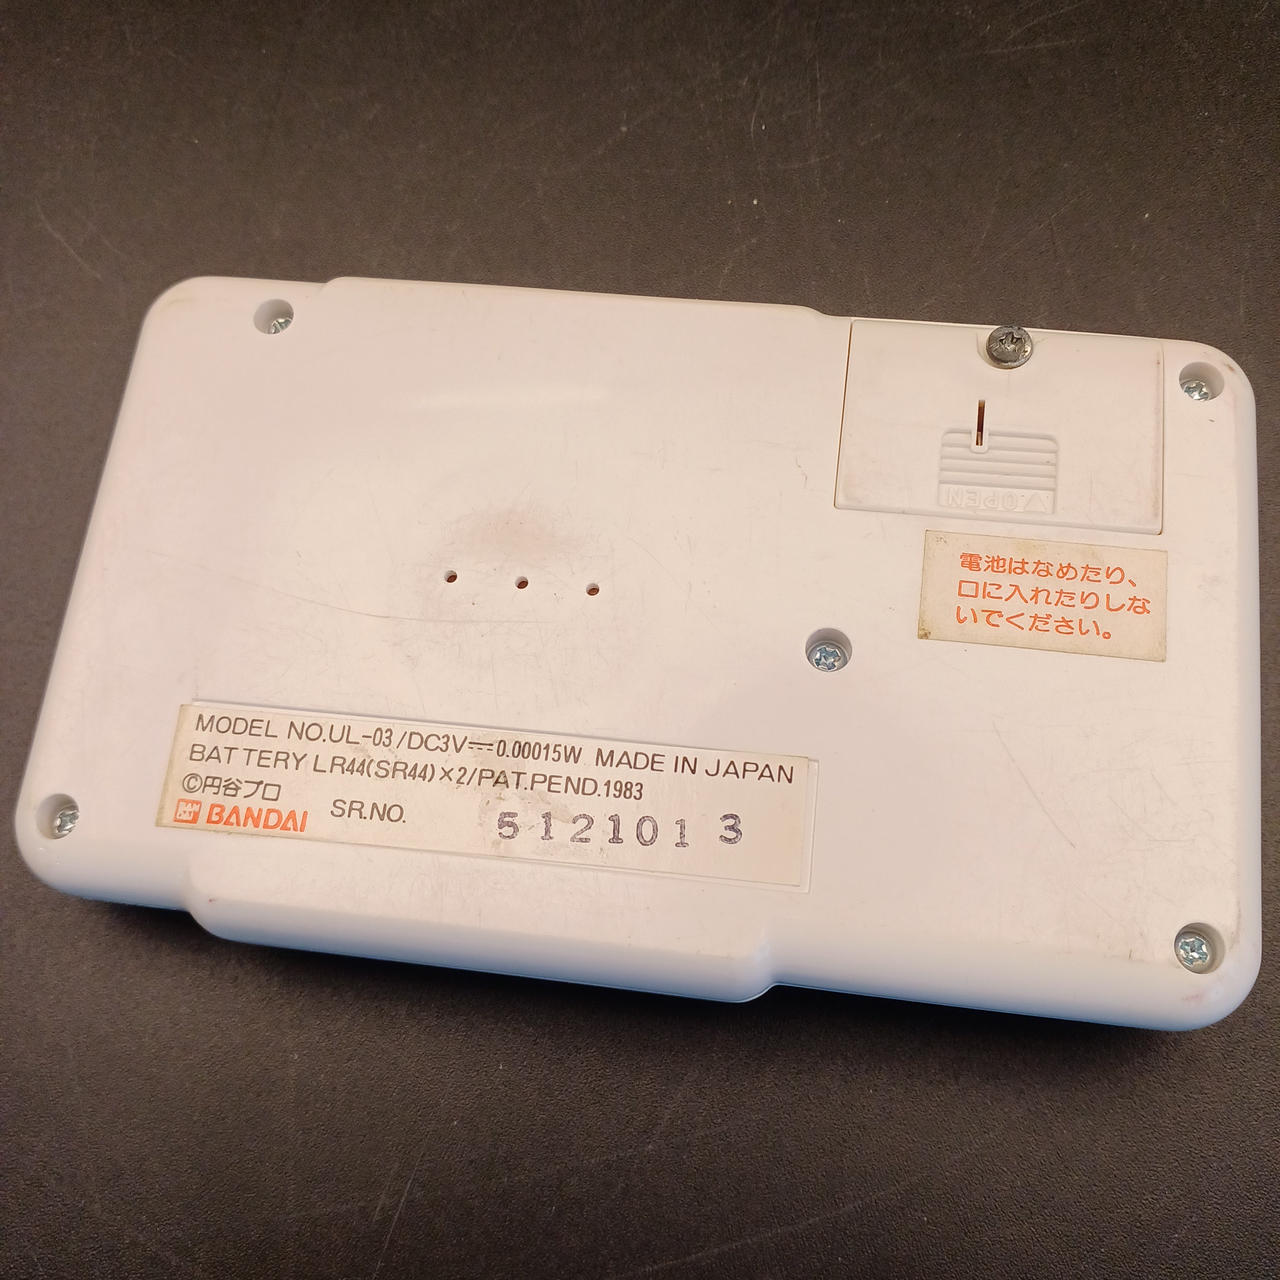 OPEN
電池はなめたり、
口に入れたりしな
いでください。
MODEL NO.UL-03/DC3V⎓0.00015W MADE IN JAPAN
BATTERY LR44(SR44)×2/PAT.PEND.1983
©円谷プロ
BANDAI SR.NO. 5121013